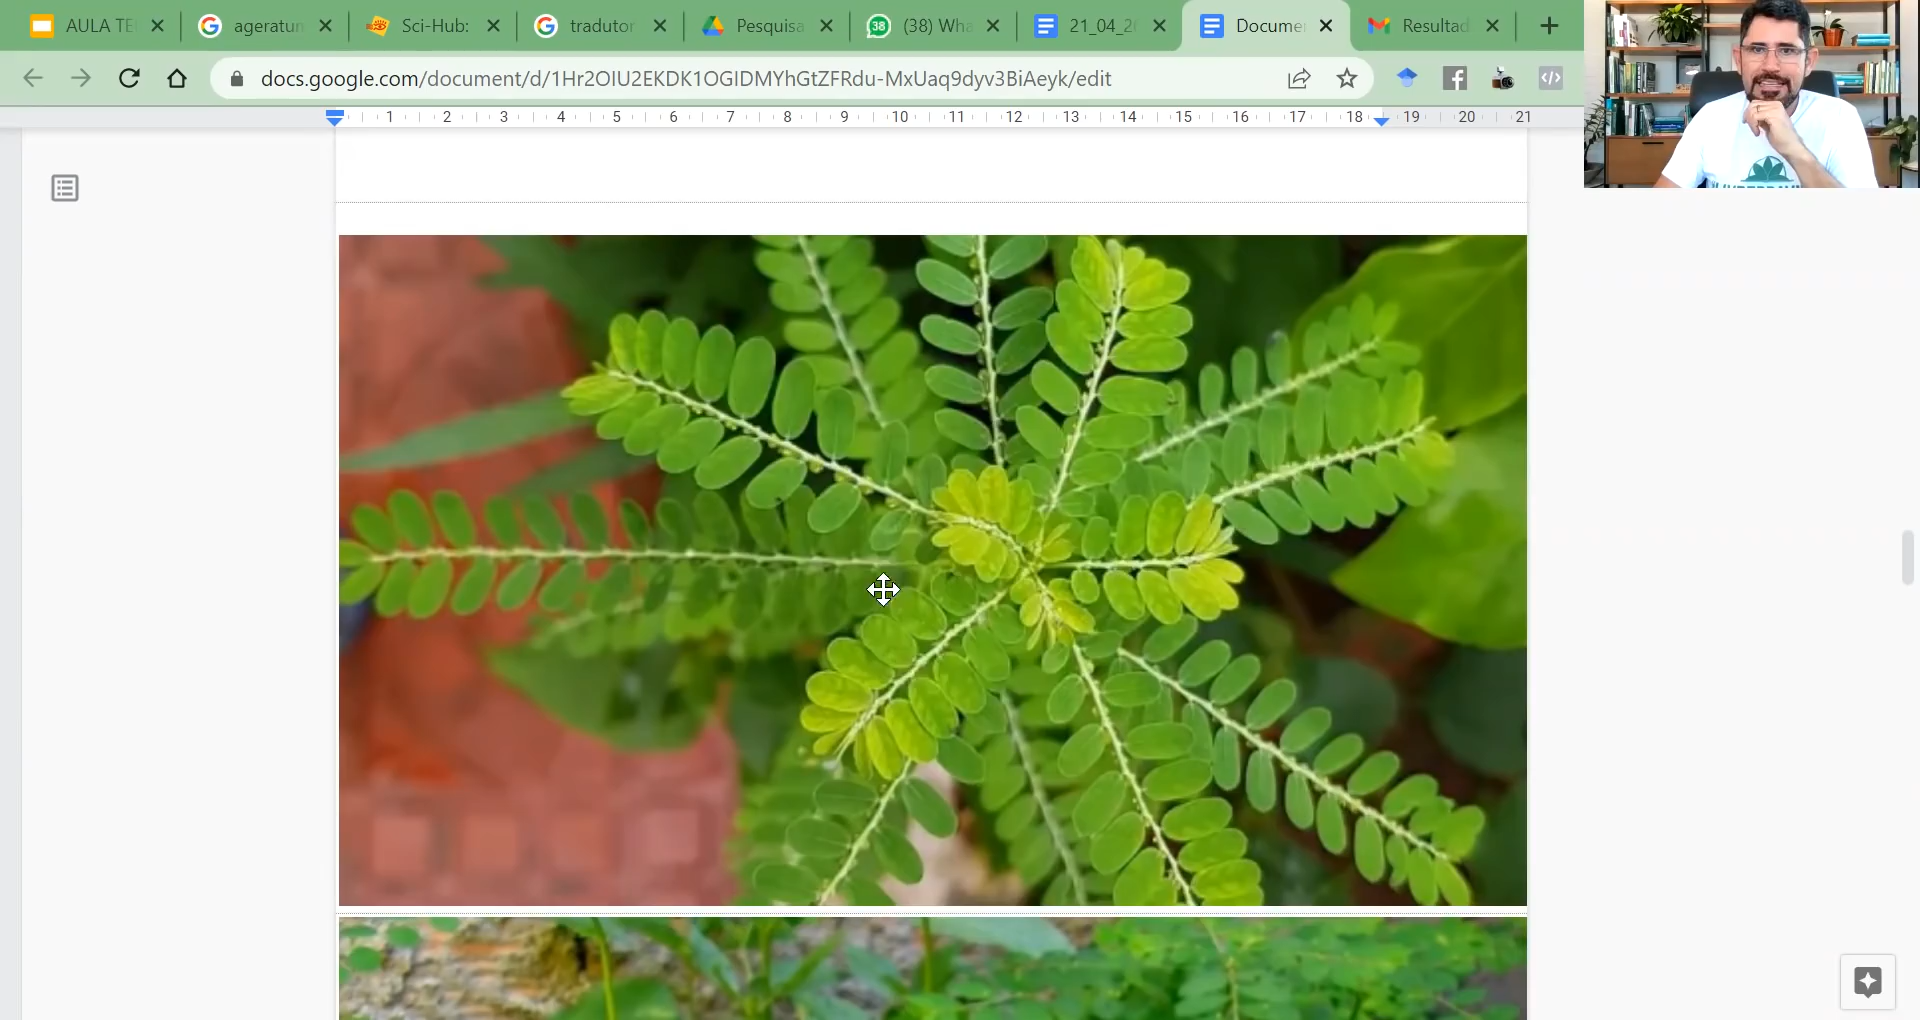 AULA TE
ageratun
Sci-Hub:
tradutor
Pesquisa
38
(38) Wha
21_04_2
Docume
Resultad
docs.google.com/document/d/1Hr2OIU2EKDK1OGIDMYhGtZFRdu-MxUaq9dyv3BiAeyk/edit
1 2 3 4 5 6 7 8 9 10 11 12 13 14 15 16 17 18 19 20 21